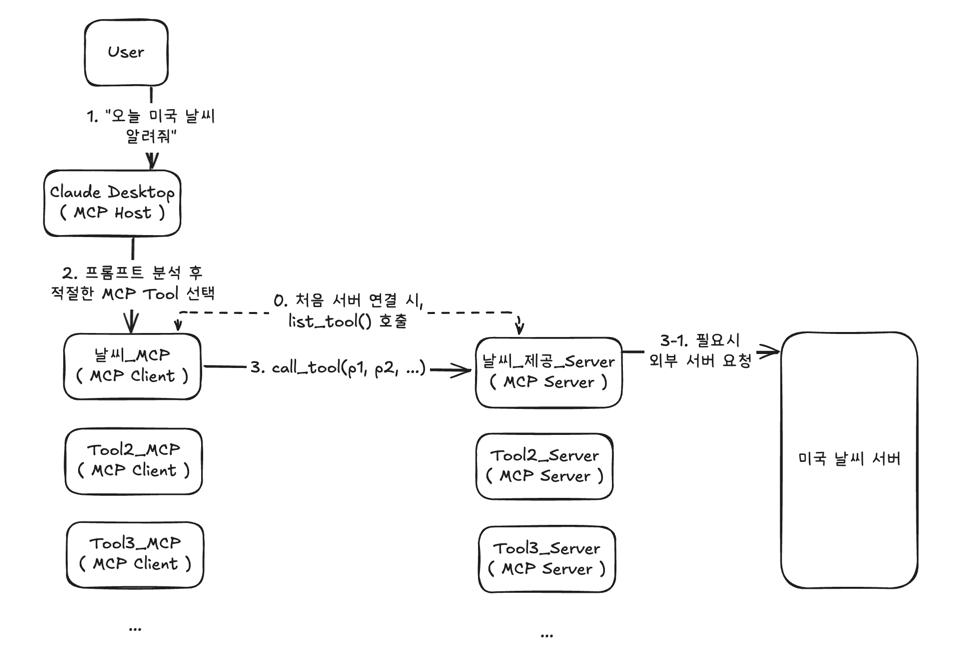 User
1. "오늘 미국 날씨
알려줘"
Claude Desktop
( MCP Host )
2. 프롬프트 분석 후
적절한 MCP Tool 선택
0. 처음 서버 연결 시,
list_tool() 호출
날씨_MCP
( MCP Client )
3. call_tool(p1, p2, ...)
날씨_제공_Server
( MCP Server )
3-1. 필요시
외부 서버 요청
미국 날씨 서버
Tool2_MCP
( MCP Client )
Tool2_Server
( MCP Server )
Tool3_MCP
( MCP Client )
Tool3_Server
( MCP Server )
...
...